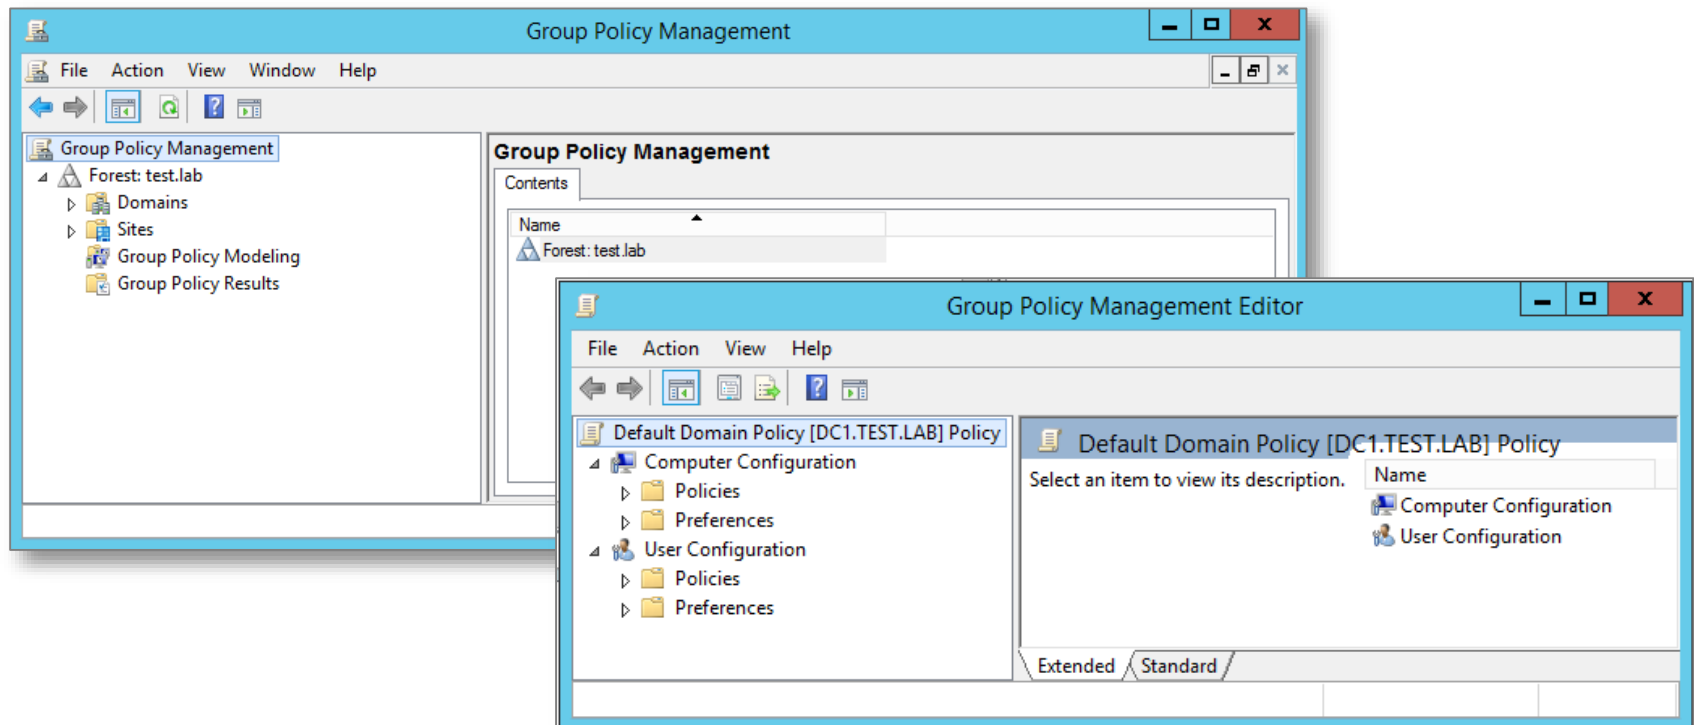 Group Policy Management
File Action View Window Help
Group Policy Management
Forest: test.lab
Domains
Sites
Group Policy Modeling
Group Policy Results
Group Policy Management
Contents
Name
Forest: test.lab
Group Policy Management Editor
File Action View Help
Default Domain Policy [DC1.TEST.LAB] Policy
Computer Configuration
Policies
Preferences
User Configuration
Policies
Preferences
Default Domain Policy [DC1.TEST.LAB] Policy
Select an item to view its description.
Name
Computer Configuration
User Configuration
Extended Standard